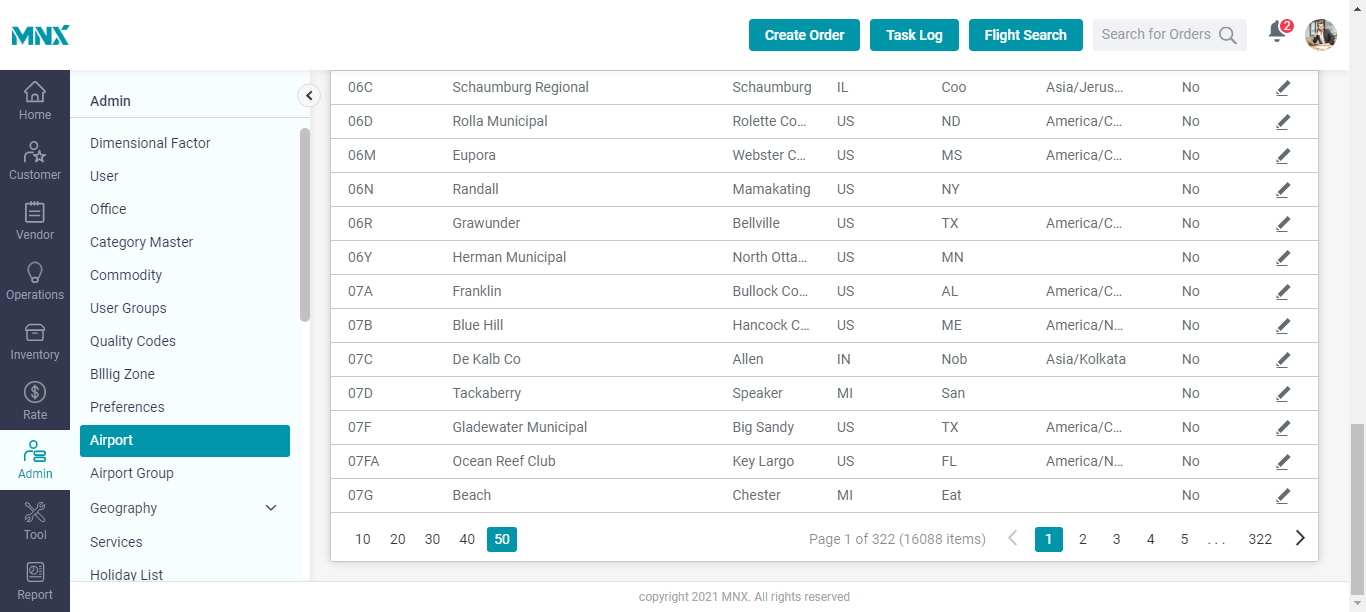 MNX
Create Order
Task Log
Flight Search
Search for Orders
2
Home
Customer
Vendor
Operations
Inventory
Rate
Admin
Tool
Report
Admin
Dimensional Factor
User
Office
Category Master
Commodity
User Groups
Quality Codes
Blllig Zone
Preferences
Airport
Airport Group
Geography
Services
Holiday List
06C Schaumburg Regional Schaumburg IL Coo Asia/Jerus... No
06D Rolla Municipal Rolette Co... US ND America/C... No
06M Eupora Webster C... US MS America/C... No
06N Randall Mamakating US NY No
06R Grawunder Bellville US TX America/C... No
06Y Herman Municipal North Otta... US MN No
07A Franklin Bullock Co... US AL America/C... No
07B Blue Hill Hancock C... US ME America/N... No
07C De Kalb Co Allen IN Nob Asia/Kolkata No
07D Tackaberry Speaker MI San No
07F Gladewater Municipal Big Sandy US TX America/C... No
07FA Ocean Reef Club Key Largo US FL America/N... No
07G Beach Chester MI Eat No
10 20 30 40 50 Page 1 of 322 (16088 items) 1 2 3 4 5 ... 322
copyright 2021 MNX. All rights reserved